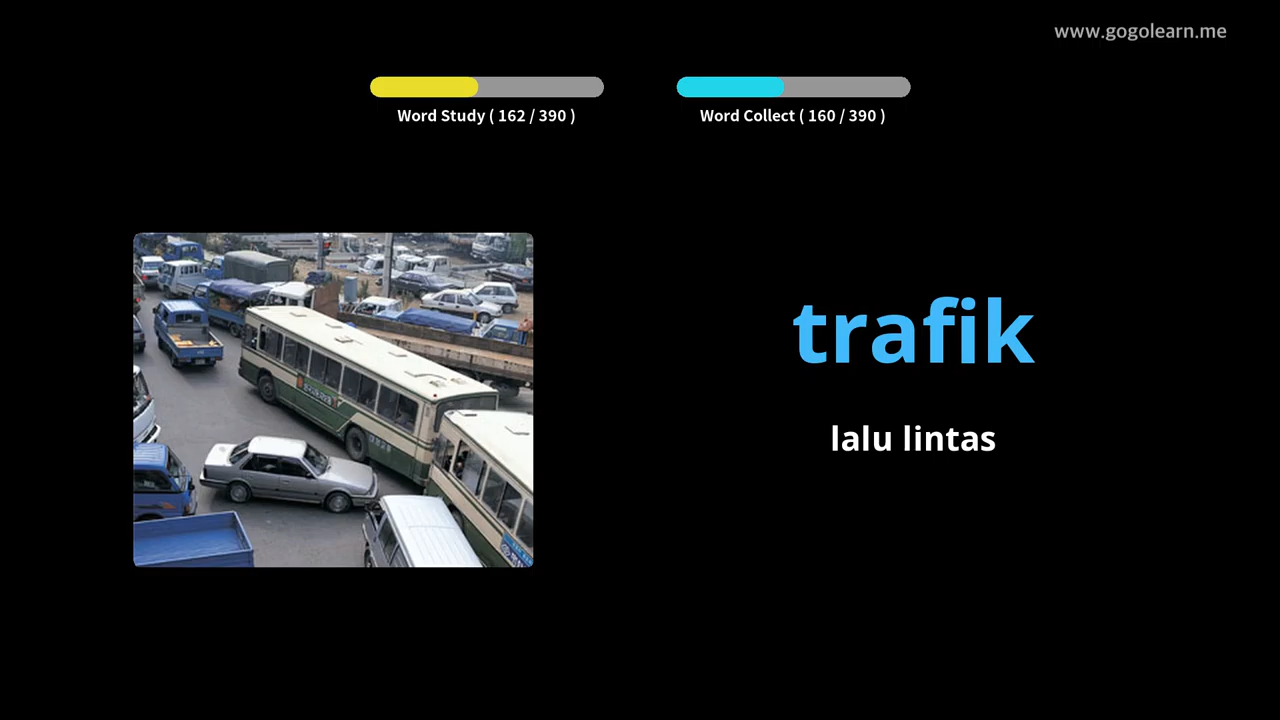 www.gogolearn.me
Word Study ( 162 / 390 )
Word Collect ( 160 / 390 )
trafik
lalu lintas